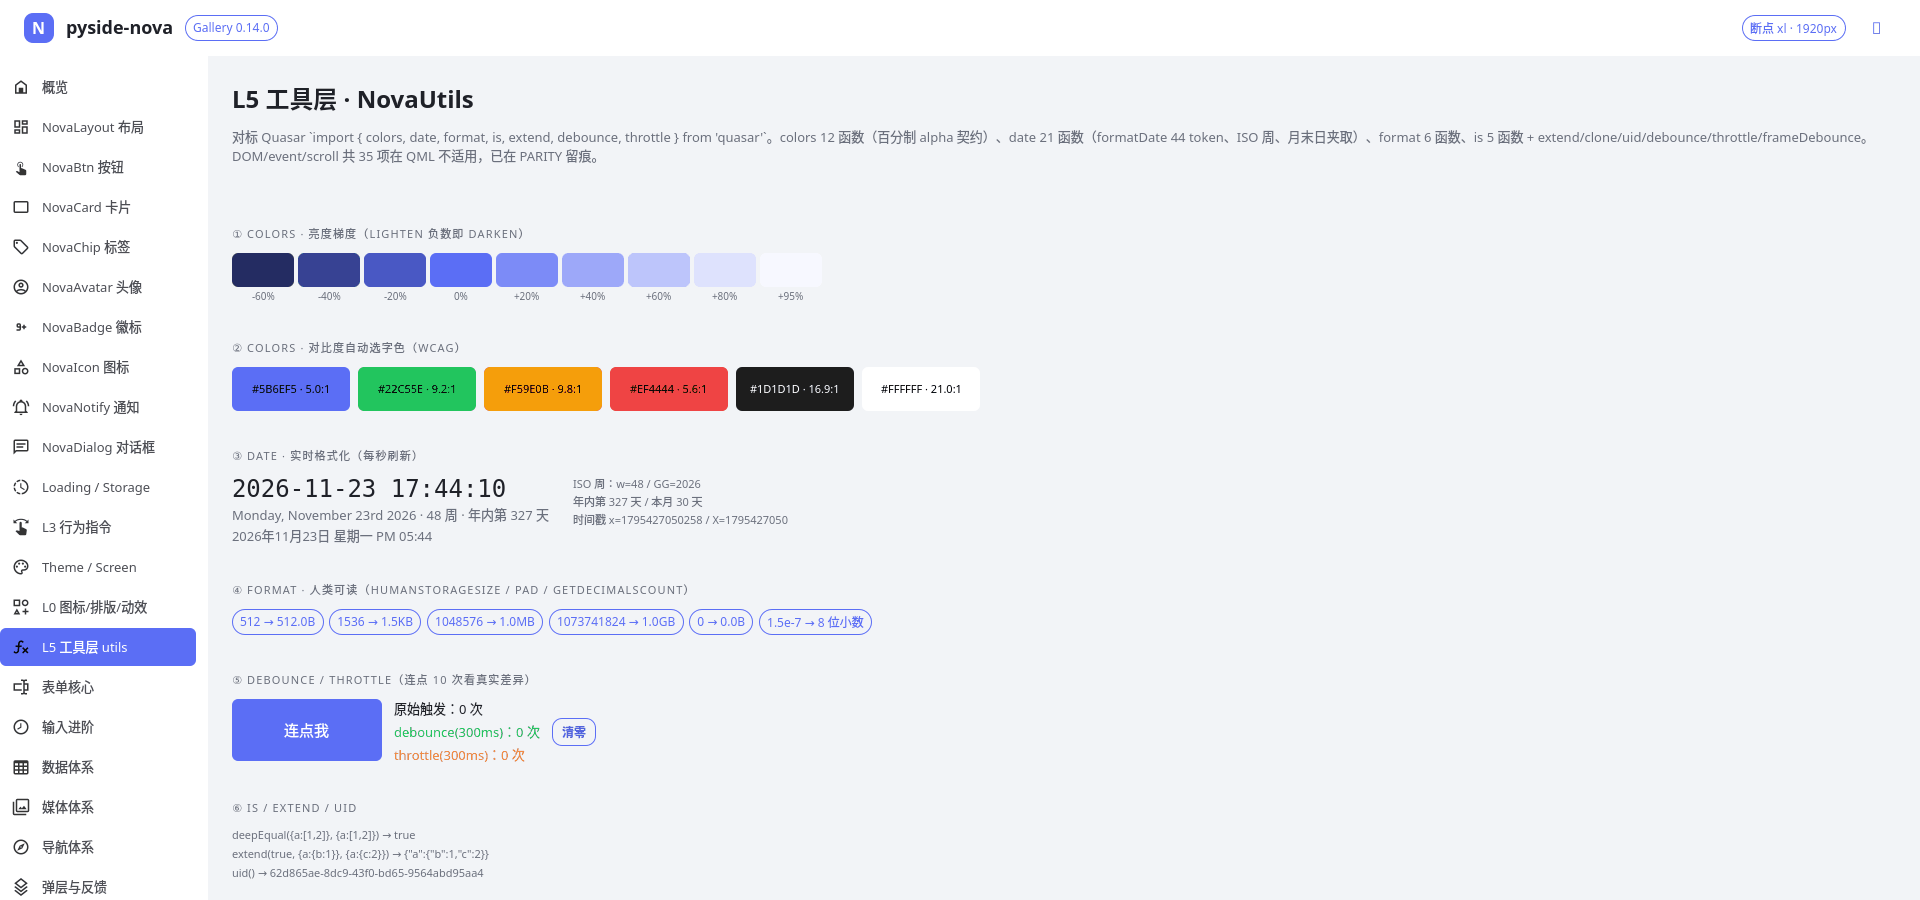 N pyside-nova Gallery 0.14.0
断点 xl · 1920px
概览
NovaLayout 布局
NovaBtn 按钮
NovaCard 卡片
NovaChip 标签
NovaAvatar 头像
9+ NovaBadge 徽标
NovaIcon 图标
NovaNotify 通知
NovaDialog 对话框
Loading / Storage
L3 行为指令
Theme / Screen
L0 图标/排版/动效
L5 工具层 utils
表单核心
输入进阶
数据体系
媒体体系
导航体系
弹层与反馈
L5 工具层 · NovaUtils
对标 Quasar `import { colors, date, format, is, extend, debounce, throttle } from 'quasar'`。colors 12 函数（百分制 alpha 契约）、date 21 函数（formatDate 44 token、ISO 周、月末日夹取）、format 6 函数、is 5 函数 + extend/clone/uid/debounce/throttle/frameDebounce。
DOM/event/scroll 共 35 项在 QML 不适用，已在 PARITY 留痕。
① COLORS · 亮度梯度（LIGHTEN 负数即 DARKEN）
-60% -40% -20% 0% +20% +40% +60% +80% +95%
② COLORS · 对比度自动选字色（WCAG）
#5B6EF5 · 5.0:1 #22C55E · 9.2:1 #F59E0B · 9.8:1 #EF4444 · 5.6:1 #1D1D1D · 16.9:1 #FFFFFF · 21.0:1
③ DATE · 实时格式化（每秒刷新）
2026-11-23 17:44:10
Monday, November 23rd 2026 · 48 周 · 年内第 327 天
2026年11月23日 星期一 PM 05:44
ISO 周：w=48 / GG=2026
年内第 327 天 / 本月 30 天
时间戳 x=1795427050258 / X=1795427050
④ FORMAT · 人类可读（HUMANSTORAGESIZE / PAD / GETDECIMALSCOUNT）
512 → 512.0B 1536 → 1.5KB 1048576 → 1.0MB 1073741824 → 1.0GB 0 → 0.0B 1.5e-7 → 8 位小数
⑤ DEBOUNCE / THROTTLE（连点 10 次看真实差异）
连点我
原始触发：0 次
debounce(300ms)：0 次
throttle(300ms)：0 次
清零
⑥ IS / EXTEND / UID
deepEqual({a:[1,2]}, {a:[1,2]}) → true
extend(true, {a:{b:1}}, {a:{c:2}}) → {"a":{"b":1,"c":2}}
uid() → 62d865ae-8dc9-43f0-bd65-9564abd95aa4